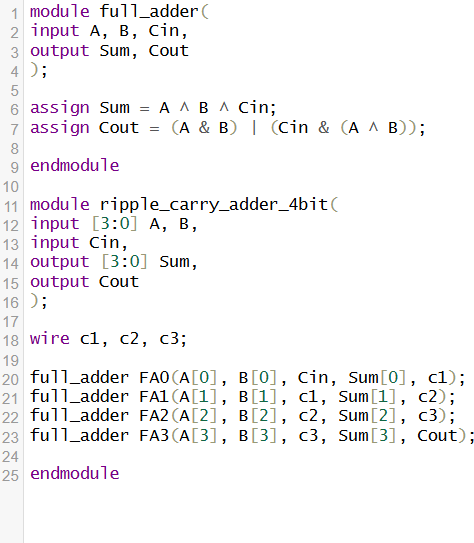 1 module full_adder(
2 input A, B, Cin,
3 output Sum, Cout
4 );
5
6 assign Sum = A ^ B ^ Cin;
7 assign Cout = (A & B) | (Cin & (A ^ B));
8
9 endmodule
10
11 module ripple_carry_adder_4bit(
12 input [3:0] A, B,
13 input Cin,
14 output [3:0] Sum,
15 output Cout
16 );
17
18 wire c1, c2, c3;
19
20 full_adder FA0(A[0], B[0], Cin, Sum[0], c1);
21 full_adder FA1(A[1], B[1], c1, Sum[1], c2);
22 full_adder FA2(A[2], B[2], c2, Sum[2], c3);
23 full_adder FA3(A[3], B[3], c3, Sum[3], Cout);
24
25 endmodule